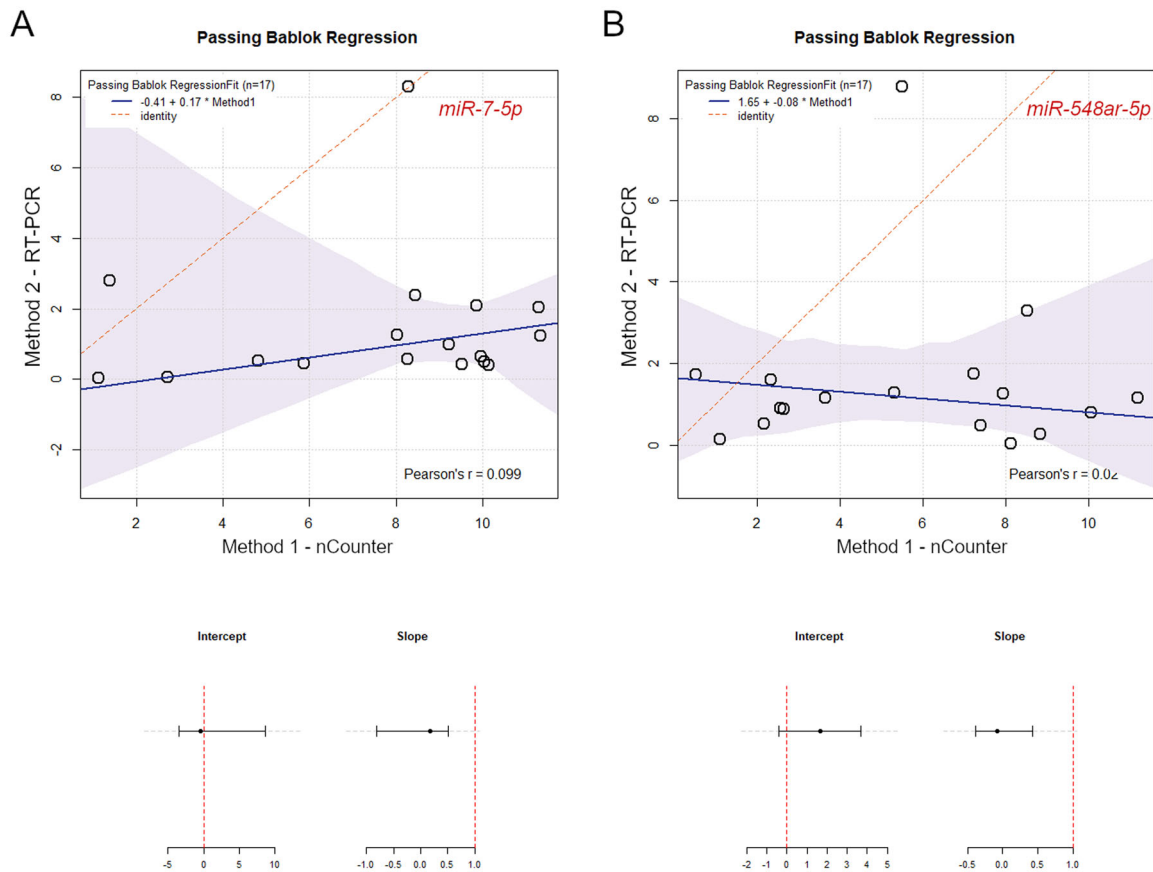 A
Passing Bablok Regression
Passing Bablok RegressionFit (n=17)
-0.41 + 0.17 * Method1
identity
miR-7-5p
Method 2 - RT-PCR
8
6
4
2
0
-2
Pearson's r = 0.099
2 4 6 8 10
Method 1 - nCounter
Intercept
Slope
-5 0 5 10
-1.0 0.0 0.5 1.0
B
Passing Bablok Regression
Passing Bablok RegressionFit (n=17)
1.65 + -0.08 * Method1
identity
miR-548ar-5p
Method 2 - RT-PCR
8
6
4
2
0
Pearson's r = 0.02
2 4 6 8 10
Method 1 - nCounter
Intercept
Slope
-2 -1 0 1 2 3 4 5
-0.5 0.0 0.5 1.0